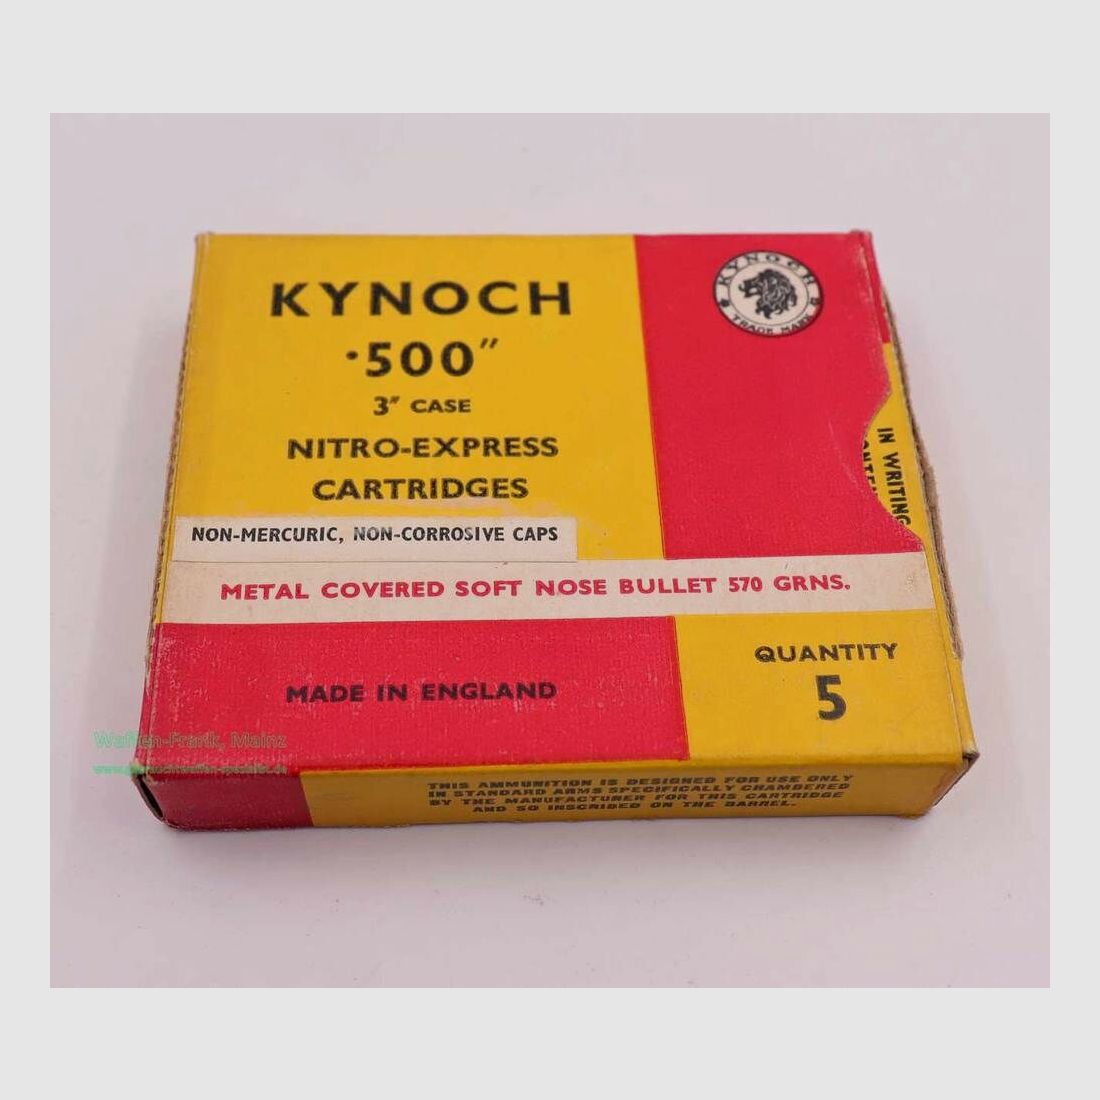 KYNOCH
·500″
3″ CASE
NITRO-EXPRESS
CARTRIDGES
NON-MERCURIC, NON-CORROSIVE CAPS
METAL COVERED SOFT NOSE BULLET 570 GRNS.
MADE IN ENGLAND
QUANTITY
5
KYNOCH
TRADE MARK
IN WRITING
THIS AMMUNITION IS DESIGNED FOR USE ONLY
IN STANDARD ARMS SPECIFICALLY CHAMBERED
BY THE MANUFACTURER FOR THIS CARTRIDGE
AND SO INSCRIBED ON THE BARREL.
Mainz